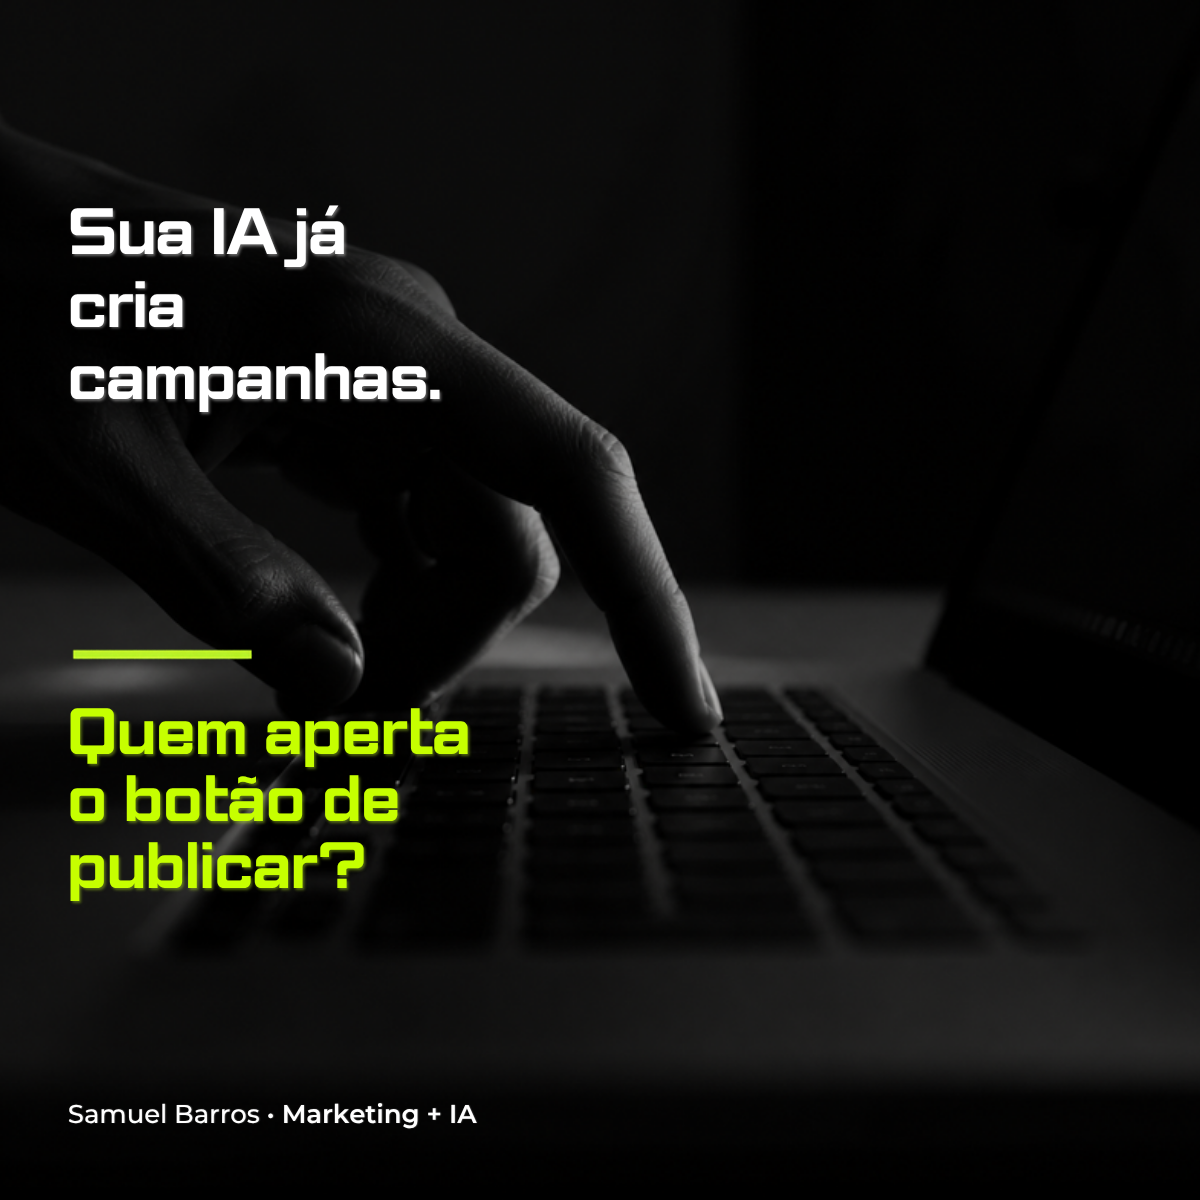 Sua IA já
cria
campanhas.
Quem aperta
o botão de
publicar?
Samuel Barros • Marketing + IA